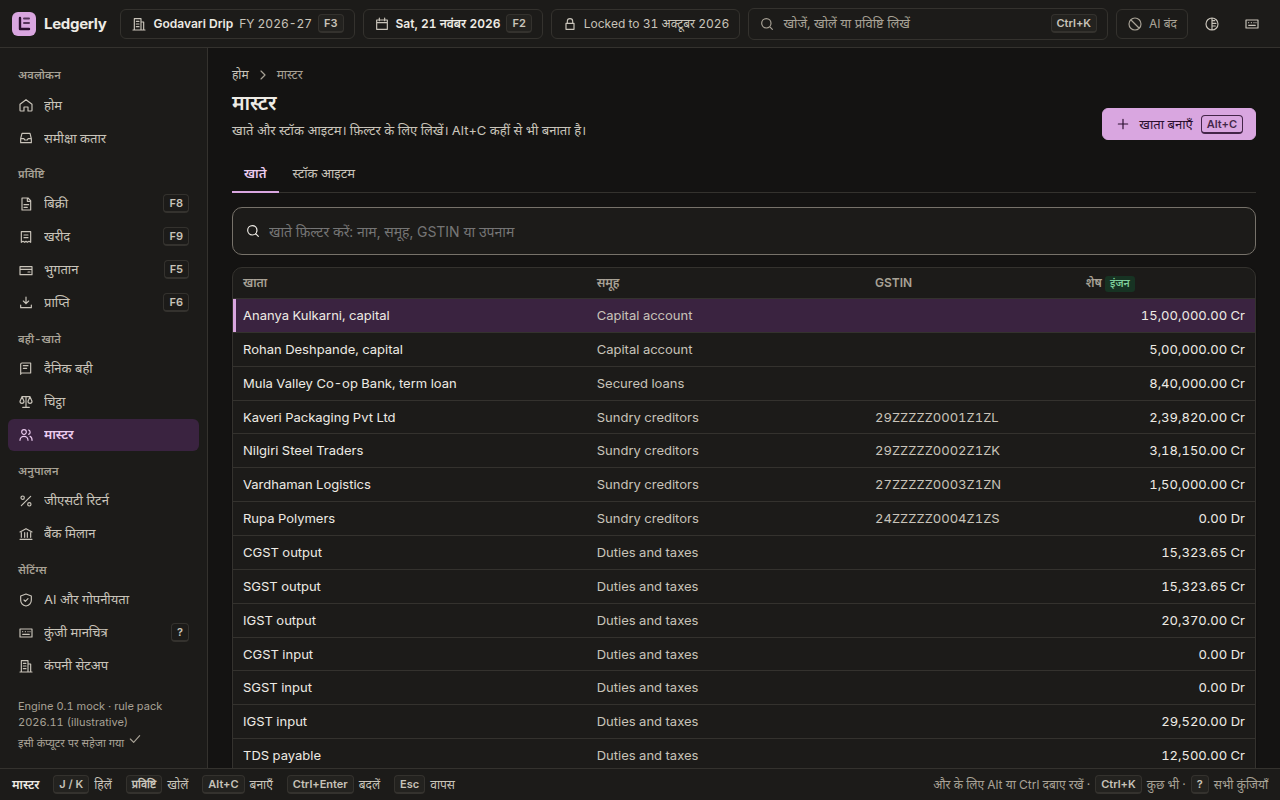 Ledgerly
Godavari Drip FY 2026-27 F3
Sat, 21 नवंबर 2026 F2
Locked to 31 अक्टूबर 2026
खोजें, खोलें या प्रविष्टि लिखें Ctrl+K
AI बंद
अवलोकन
होम
समीक्षा कतार
प्रविष्टि
बिक्री F8
खरीद F9
भुगतान F5
प्राप्ति F6
बही-खाते
दैनिक बही
चिट्ठा
मास्टर
अनुपालन
जीएसटी रिटर्न
बैंक मिलान
सेटिंग्स
AI और गोपनीयता
कुंजी मानचित्र ?
कंपनी सेटअप
Engine 0.1 mock · rule pack
2026.11 (illustrative)
इसी कंप्यूटर पर सहेजा गया
होम मास्टर
मास्टर
खाते और स्टॉक आइटम। फ़िल्टर के लिए लिखें। Alt+C कहीं से भी बनाता है।
खाता बनाएँ Alt+C
खाते स्टॉक आइटम
खाते फ़िल्टर करें: नाम, समूह, GSTIN या उपनाम
खाता समूह GSTIN शेष इंजन
Ananya Kulkarni, capital Capital account 15,00,000.00 Cr
Rohan Deshpande, capital Capital account 5,00,000.00 Cr
Mula Valley Co-op Bank, term loan Secured loans 8,40,000.00 Cr
Kaveri Packaging Pvt Ltd Sundry creditors 29ZZZZZ0001Z1ZL 2,39,820.00 Cr
Nilgiri Steel Traders Sundry creditors 29ZZZZZ0002Z1ZK 3,18,150.00 Cr
Vardhaman Logistics Sundry creditors 27ZZZZZ0003Z1ZN 1,50,000.00 Cr
Rupa Polymers Sundry creditors 24ZZZZZ0004Z1ZS 0.00 Dr
CGST output Duties and taxes 15,323.65 Cr
SGST output Duties and taxes 15,323.65 Cr
IGST output Duties and taxes 20,370.00 Cr
CGST input Duties and taxes 0.00 Dr
SGST input Duties and taxes 0.00 Dr
IGST input Duties and taxes 29,520.00 Dr
TDS payable Duties and taxes 12,500.00 Cr
मास्टर J / K हिलें प्रविष्टि खोलें Alt+C बनाएँ Ctrl+Enter बदलें Esc वापस
और के लिए Alt या Ctrl दबाए रखें · Ctrl+K कुछ भी · ? सभी कुंजियाँ